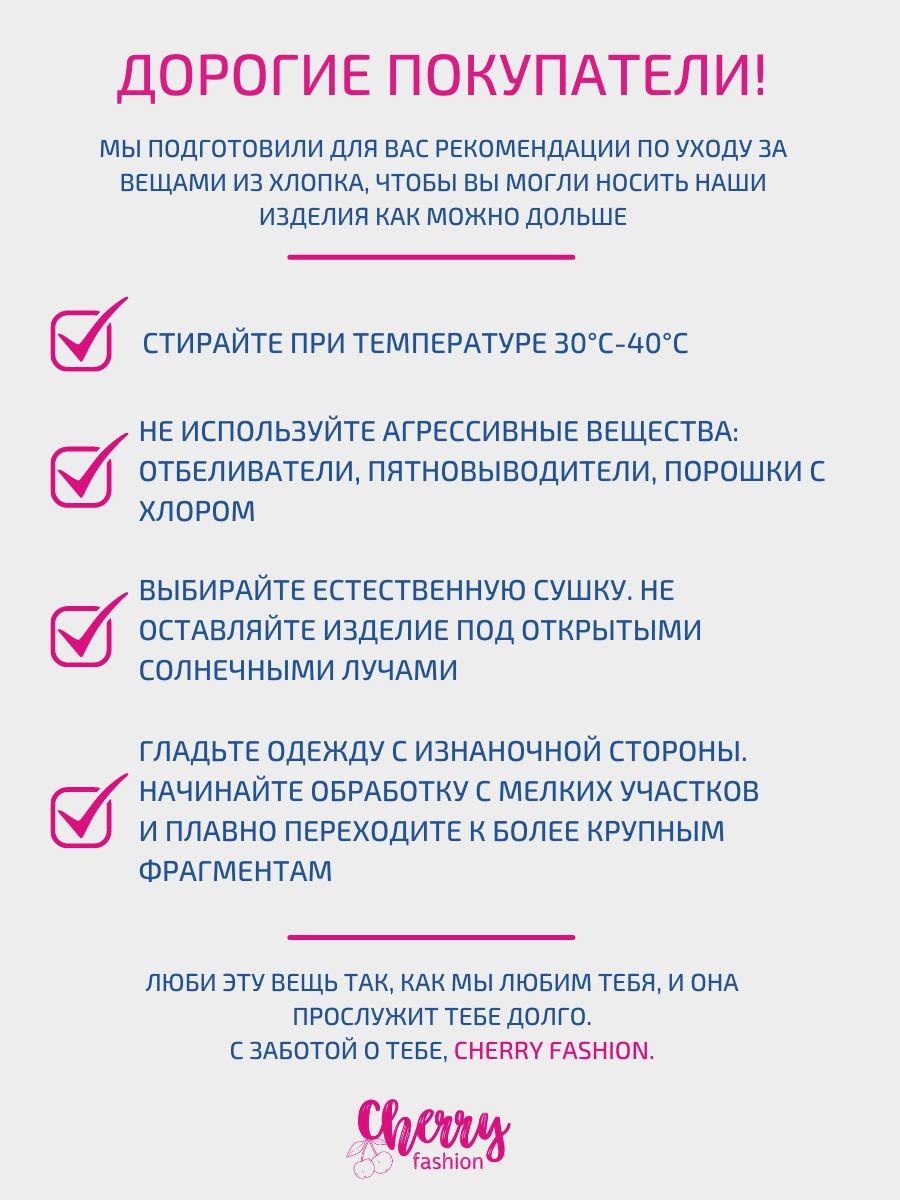 ДОРОГИЕ ПОКУПАТЕЛИ!
МЫ ПОДГОТОВИЛИ ДЛЯ ВАС РЕКОМЕНДАЦИИ ПО УХОДУ ЗА
ВЕЩАМИ ИЗ ХЛОПКА, ЧТОБЫ ВЫ МОГЛИ НОСИТЬ НАШИ
ИЗДЕЛИЯ КАК МОЖНО ДОЛЬШЕ
СТИРАЙТЕ ПРИ ТЕМПЕРАТУРЕ 30°С-40°С
НЕ ИСПОЛЬЗУЙТЕ АГРЕССИВНЫЕ ВЕЩЕСТВА:
ОТБЕЛИВАТЕЛИ, ПЯТНОВЫВОДИТЕЛИ, ПОРОШКИ С
ХЛОРОМ
ВЫБИРАЙТЕ ЕСТЕСТВЕННУЮ СУШКУ. НЕ
ОСТАВЛЯЙТЕ ИЗДЕЛИЕ ПОД ОТКРЫТЫМИ
СОЛНЕЧНЫМИ ЛУЧАМИ
ГЛАДЬТЕ ОДЕЖДУ С ИЗНАНОЧНОЙ СТОРОНЫ.
НАЧИНАЙТЕ ОБРАБОТКУ С МЕЛКИХ УЧАСТКОВ
И ПЛАВНО ПЕРЕХОДИТЕ К БОЛЕЕ КРУПНЫМ
ФРАГМЕНТАМ
ЛЮБИ ЭТУ ВЕЩЬ ТАК, КАК МЫ ЛЮБИМ ТЕБЯ, И ОНА
ПРОСЛУЖИТ ТЕБЕ ДОЛГО.
С ЗАБОТОЙ О ТЕБЕ, CHERRY FASHION.
Cherry
fashion